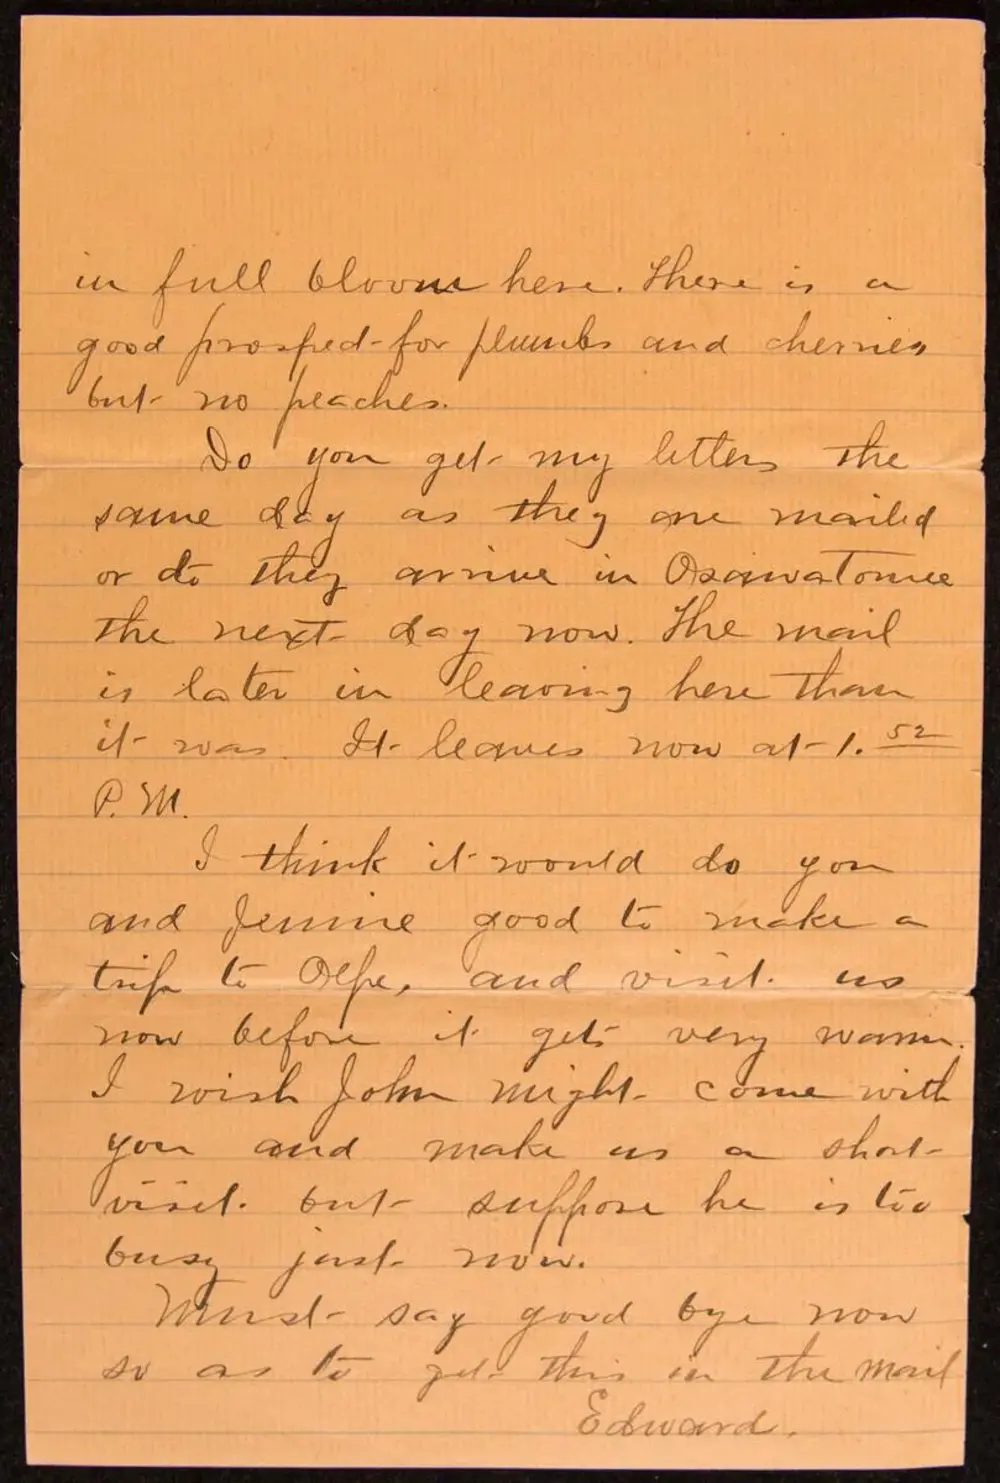 in full bloom here. There is a
good prospect for plumbs and cherries
but no peaches.
Do you get my letters the
same day as they are mailed
or do they arrive in Osawatomie
the next day now. The mail
is later in leaving here than
it was. It leaves now at 1.52
P.M.
I think it would do you
and Jennie good to make a
trip to Olpe, and visit us
now before it gets very warm.
I wish John might come with
you and make us a short
visit but suppose he is too
busy just now.
Must say good bye now
so as to get this in the mail
Edward.